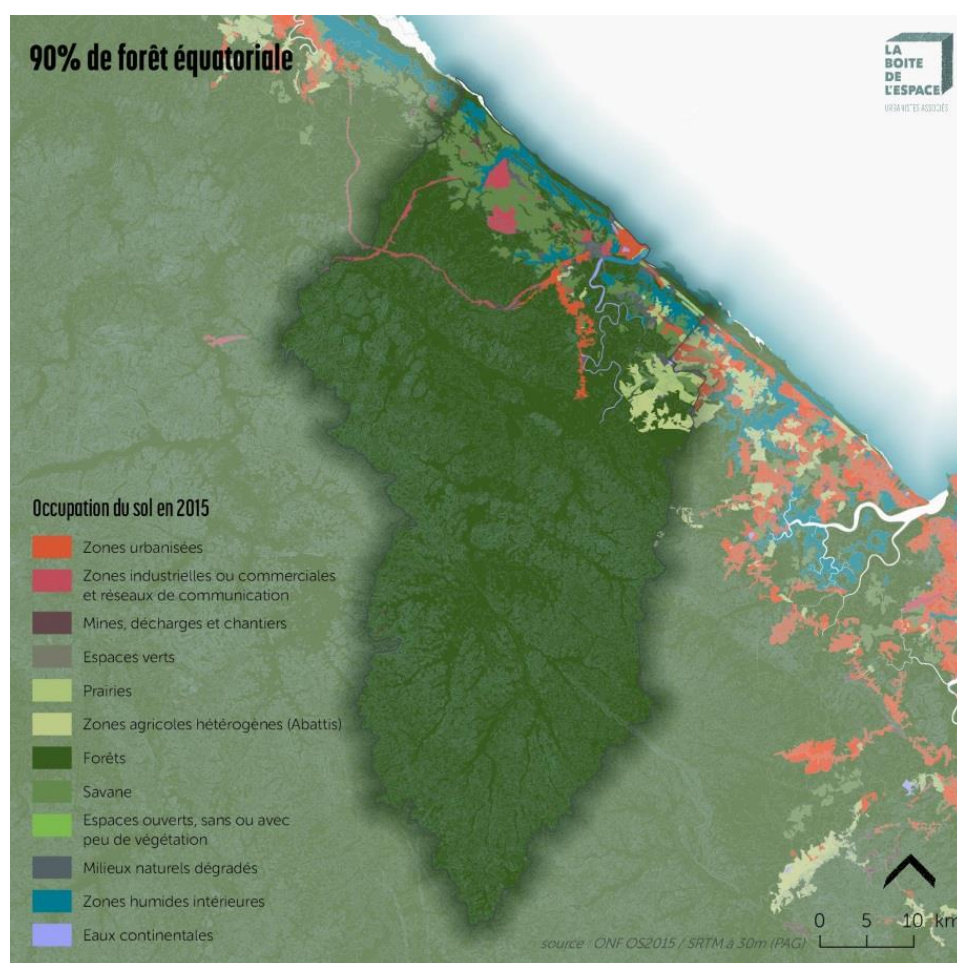 90% de forêt équatoriale
LA
BOITE
DE
L'ESPACE
URBANISTES ASSOCIÉS
Occupation du sol en 2015
Zones urbanisées
Zones industrielles ou commerciales
et réseaux de communication
Mines, décharges et chantiers
Espaces verts
Prairies
Zones agricoles hétérogènes (Abattis)
Forêts
Savane
Espaces ouverts, sans ou avec
peu de végétation
Milieux naturels dégradés
Zones humides intérieures
Eaux continentales
0 5 10 km
source : ONF OS2015 / SRTM à 30m (PAG)